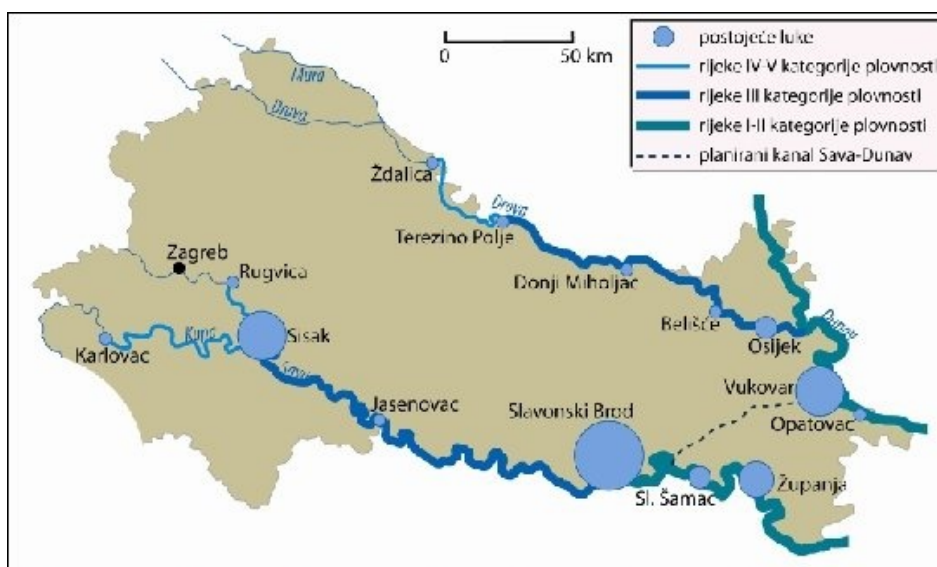 0
50 km
postojeće luke
rijeke IV-V kategorije plovnosti
rijeke III kategorije plovnosti
rijeke I-II kategorije plovnosti
planirani kanal Sava-Dunav
Mura
Drava
Ždalica
Drava
Terezino Polje
Zagreb
Rugvica
Donji Miholjac
Belišće
Osijek
Dunav
Karlovac
Kupa
Sisak
Sava
Jasenovac
Slavonski Brod
Vukovar
Opatovac
Sl. Šamac
Županja